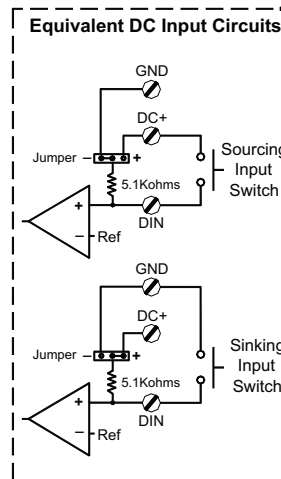 Equivalent DC Input Circuits
GND
DC+
Jumper – +
5.1Kohms
Sourcing
Input
Switch
+
– Ref
DIN
GND
DC+
Jumper – +
5.1Kohms
Sinking
Input
Switch
+
– Ref
DIN